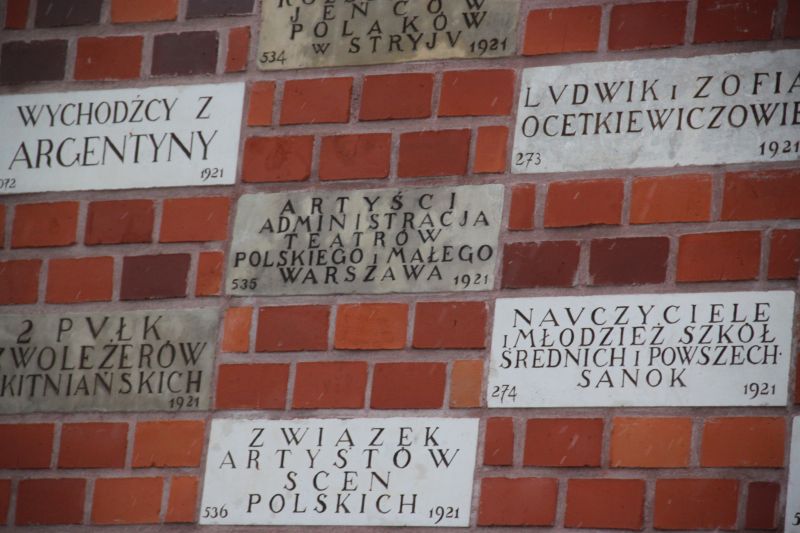 JEŃCÓW
POLAKÓW
W STRYJV 1921
534
WYCHODŹCY Z
ARGENTYNY
1921
LVDWIK i ZOFIA
OCETKIEWICZOWIE
273 1921
ARTYŚCI
ADMINISTRACJA
TEATRÓW
POLSKIEGO i MAŁEGO
WARSZAWA
535 1921
2 PVŁK
KITNIAŃSKICH
1921
NAVCZYCIELE
i MŁODZIEŻ SZKÓŁ
ŚREDNICH i POWSZECH·
SANOK
274 1921
ZWIĄZEK
ARTYSTÓW
SCEN
POLSKICH
536 1921